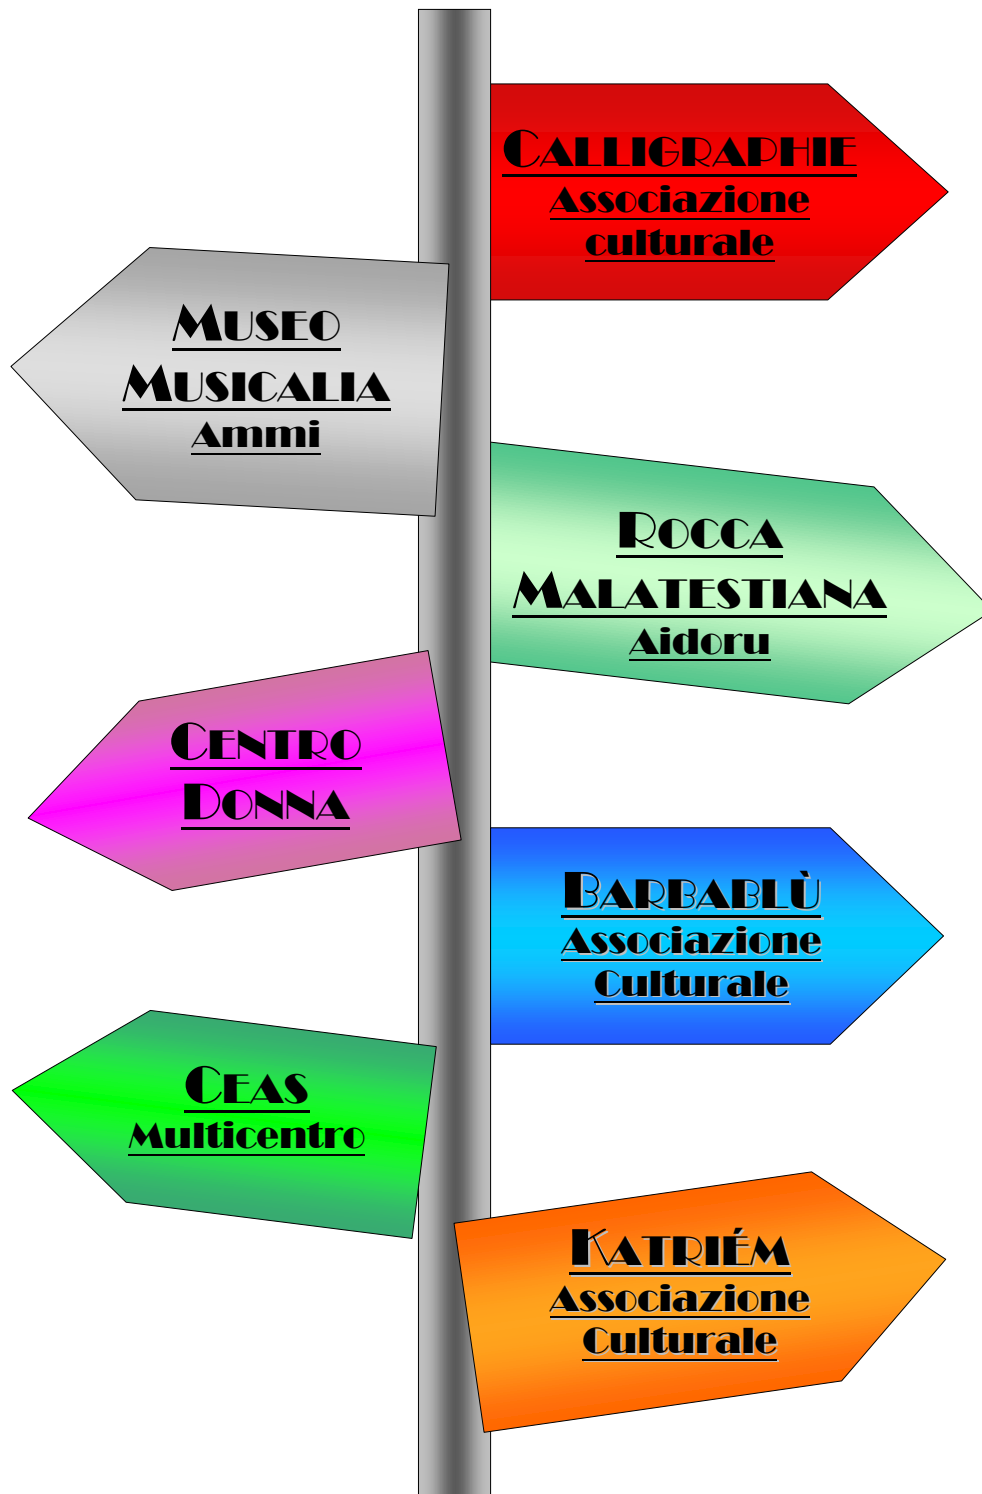 CALLIGRAPHIE
Associazione
culturale
MUSEO
MUSICALIA
Ammi
ROCCA
MALATESTIANA
Aidoru
CENTRO
DONNA
BARBABLÙ
Associazione
Culturale
CEAS
Multicentro
KATRIÉM
Associazione
Culturale